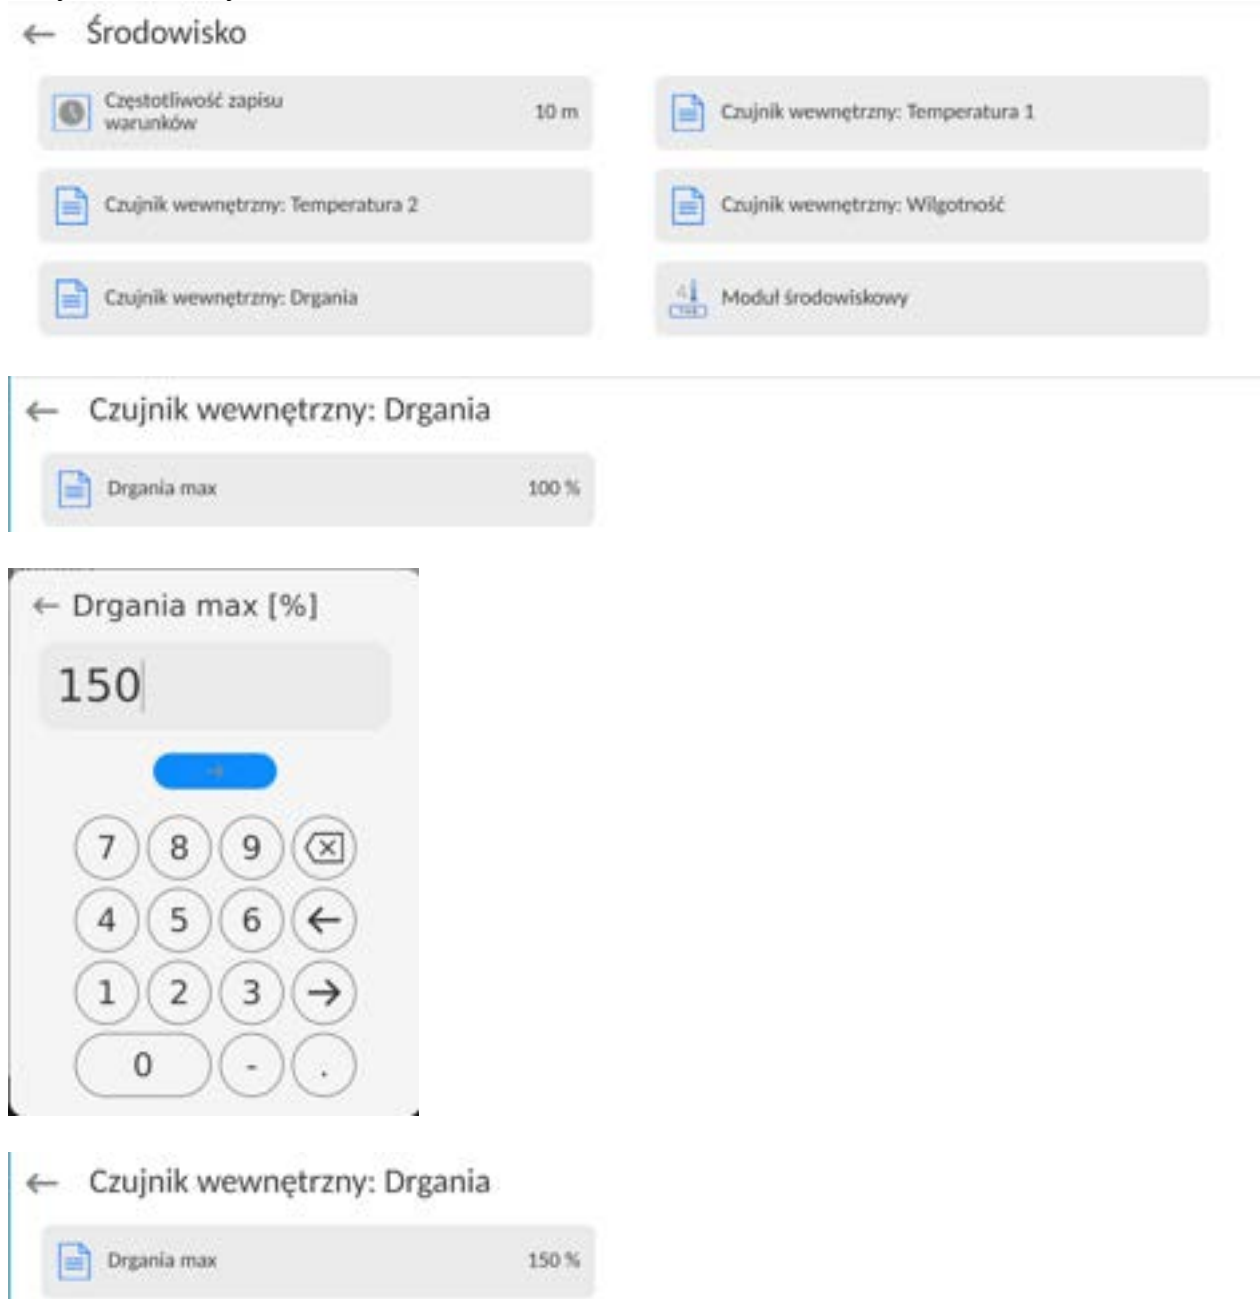 ← Środowisko
Częstotliwość zapisu
warunków
10 m
Czujnik wewnętrzny: Temperatura 1
Czujnik wewnętrzny: Temperatura 2
Czujnik wewnętrzny: Wilgotność
Czujnik wewnętrzny: Drgania
Moduł środowiskowy
← Czujnik wewnętrzny: Drgania
Drgania max 100 %
← Drgania max [%]
150
→
7 8 9
4 5 6 ←
1 2 3 →
0 - .
← Czujnik wewnętrzny: Drgania
Drgania max 150 %